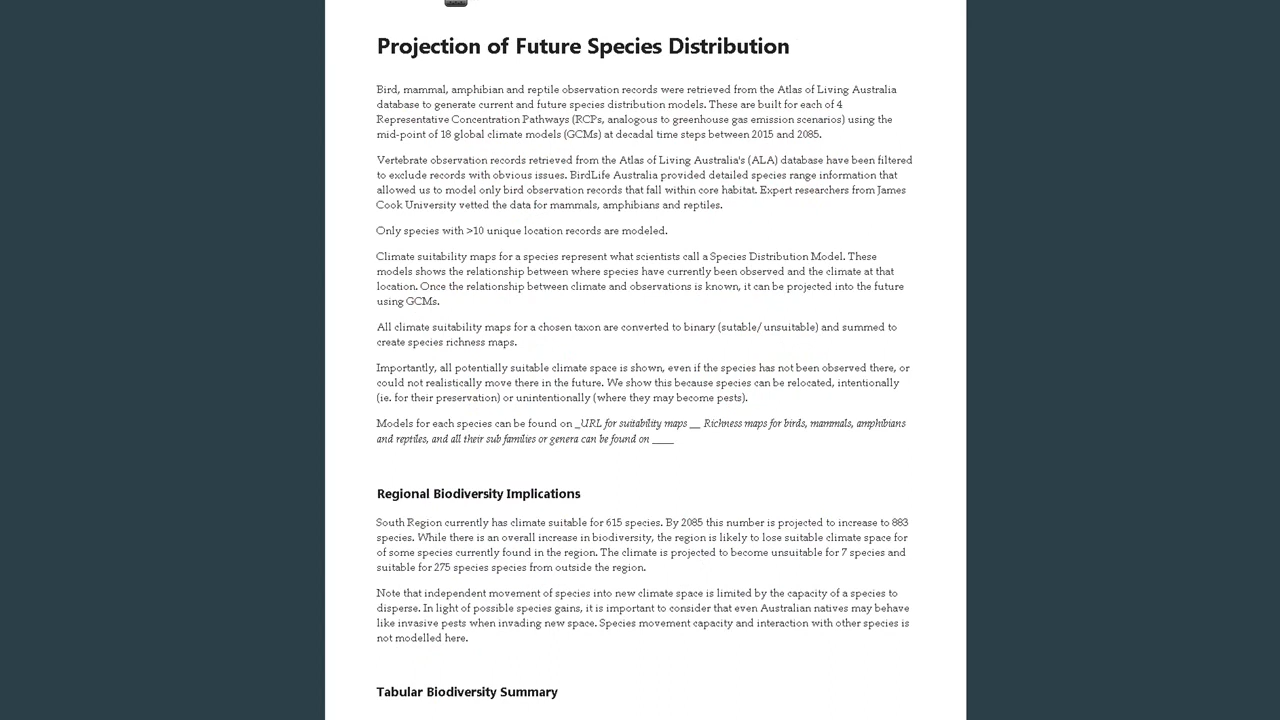 Projection of Future Species Distribution
Bird, mammal, amphibian and reptile observation records were retrieved from the Atlas of Living Australia
database to generate current and future species distribution models. These are built for each of 4
Representative Concentration Pathways (RCPs, analogous to greenhouse gas emission scenarios) using the
mid-point of 18 global climate models (GCMs) at decadal time steps between 2015 and 2085.
Vertebrate observation records retrieved from the Atlas of Living Australia's (ALA) database have been filtered
to exclude records with obvious issues. BirdLife Australia provided detailed species range information that
allowed us to model only bird observation records that fall within core habitat. Expert researchers from James
Cook University vetted the data for mammals, amphibians and reptiles.
Only species with >10 unique location records are modeled.
Climate suitability maps for a species represent what scientists call a Species Distribution Model. These
models shows the relationship between where species have currently been observed and the climate at that
location. Once the relationship between climate and observations is known, it can be projected into the future
using GCMs.
All climate suitability maps for a chosen taxon are converted to binary (sutable/ unsuitable) and summed to
create species richness maps.
Importantly, all potentially suitable climate space is shown, even if the species has not been observed there, or
could not realistically move there in the future. We show this because species can be relocated, intentionally
(ie. for their preservation) or unintentionally (where they may become pests).
Models for each species can be found on _URL for suitability maps __ Richness maps for birds, mammals, amphibians
and reptiles, and all their sub families or genera can be found on ____
Regional Biodiversity Implications
South Region currently has climate suitable for 615 species. By 2085 this number is projected to increase to 883
species. While there is an overall increase in biodiversity, the region is likely to lose suitable climate space for
of some species currently found in the region. The climate is projected to become unsuitable for 7 species and
suitable for 275 species species from outside the region.
Note that independent movement of species into new climate space is limited by the capacity of a species to
disperse. In light of possible species gains, it is important to consider that even Australian natives may behave
like invasive pests when invading new space. Species movement capacity and interaction with other species is
not modelled here.
Tabular Biodiversity Summary